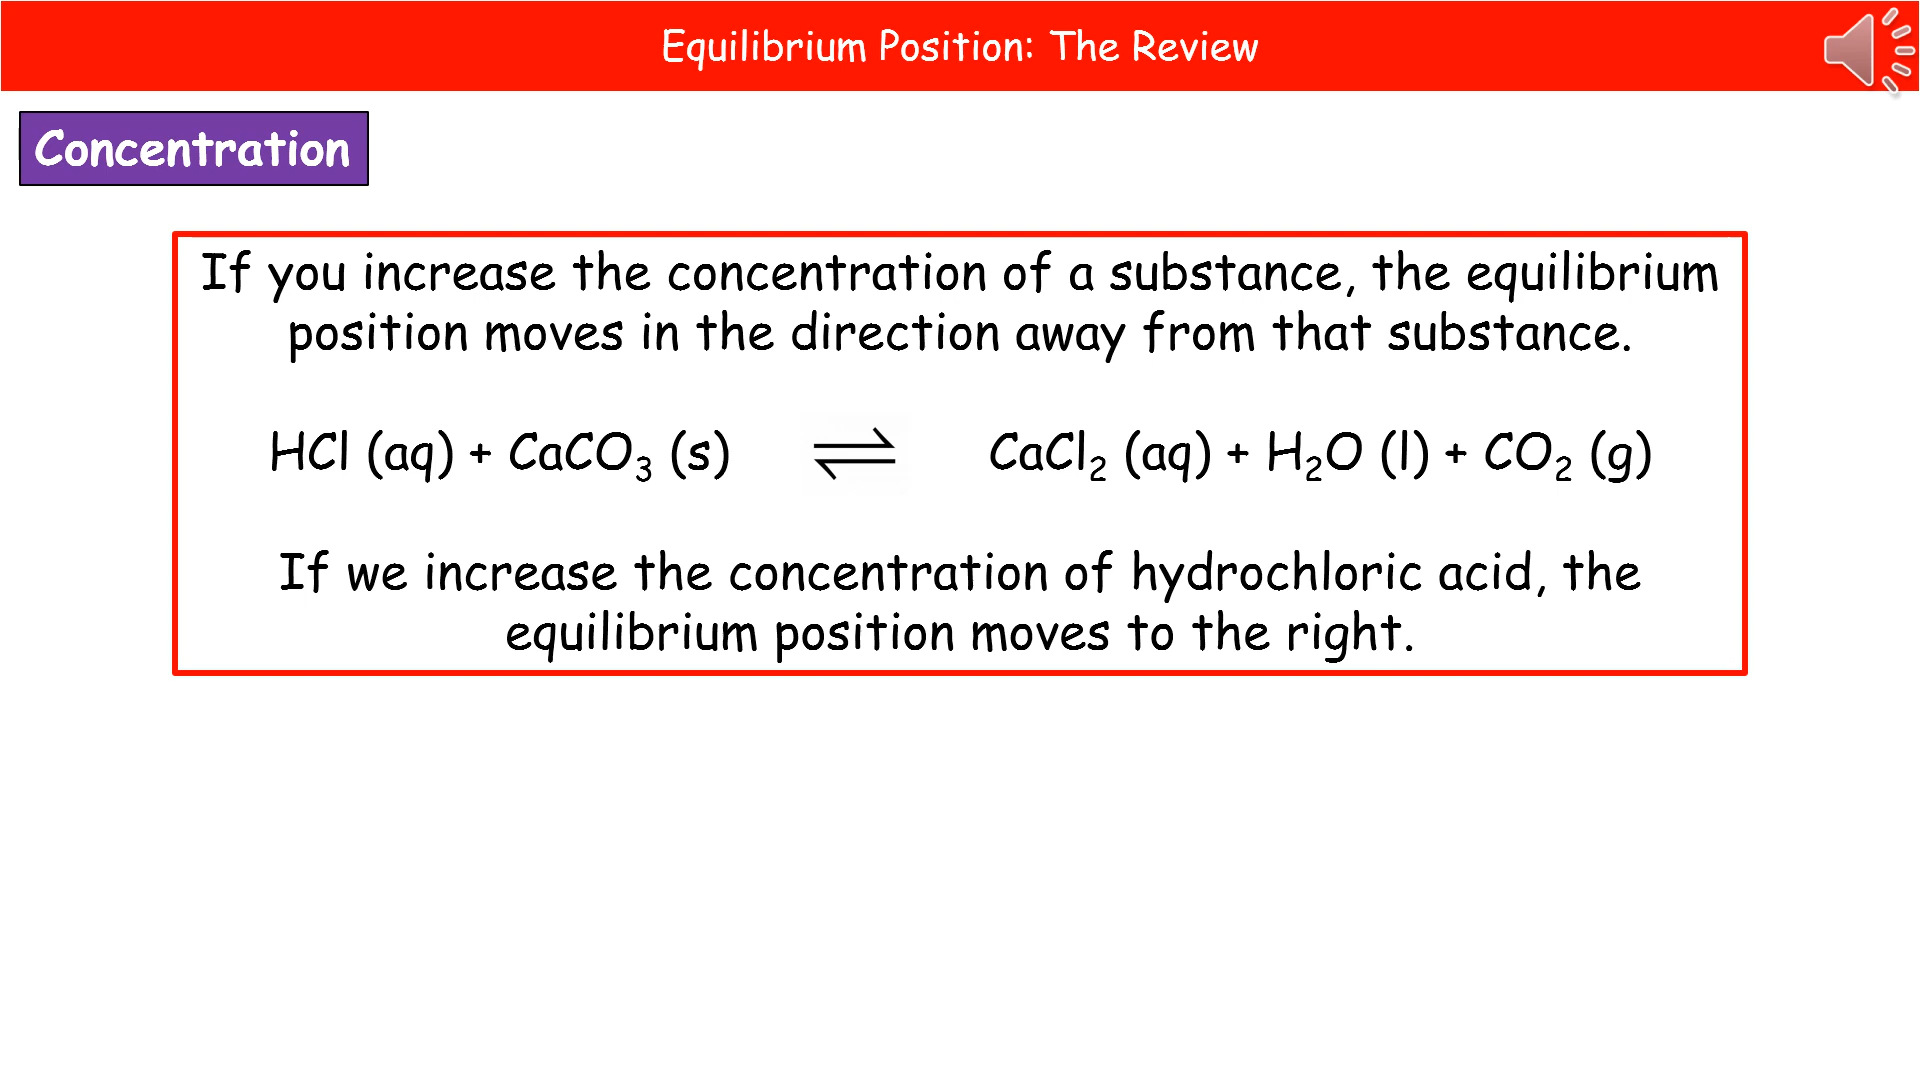 Equilibrium Position: The Review
Concentration
If you increase the concentration of a substance, the equilibrium
position moves in the direction away from that substance.
HCl (aq) + CaCO₃ (s) ⇌ CaCl₂ (aq) + H₂O (l) + CO₂ (g)
If we increase the concentration of hydrochloric acid, the
equilibrium position moves to the right.